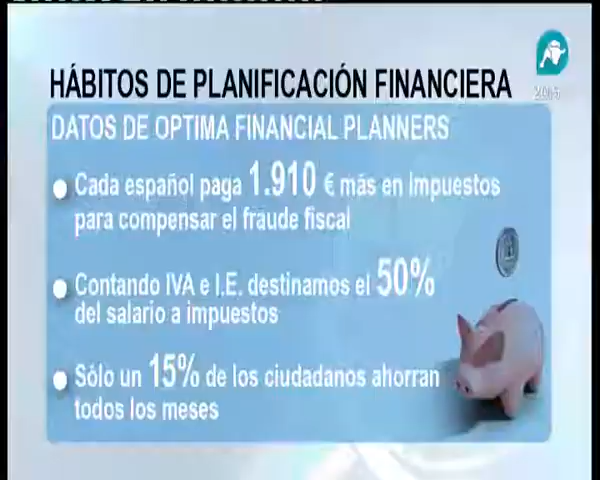 HÁBITOS DE PLANIFICACIÓN FINANCIERA
DATOS DE OPTIMA FINANCIAL PLANNERS
Cada español paga 1.910 € más en impuestos
para compensar el fraude fiscal
Contando IVA e I.E. destinamos el 50%
del salario a impuestos
Sólo un 15% de los ciudadanos ahorran
todos los meses